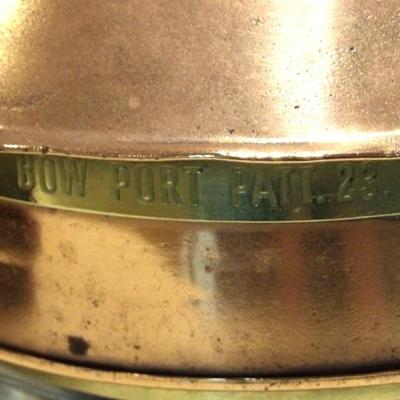 BOW PORT PATT. 23.